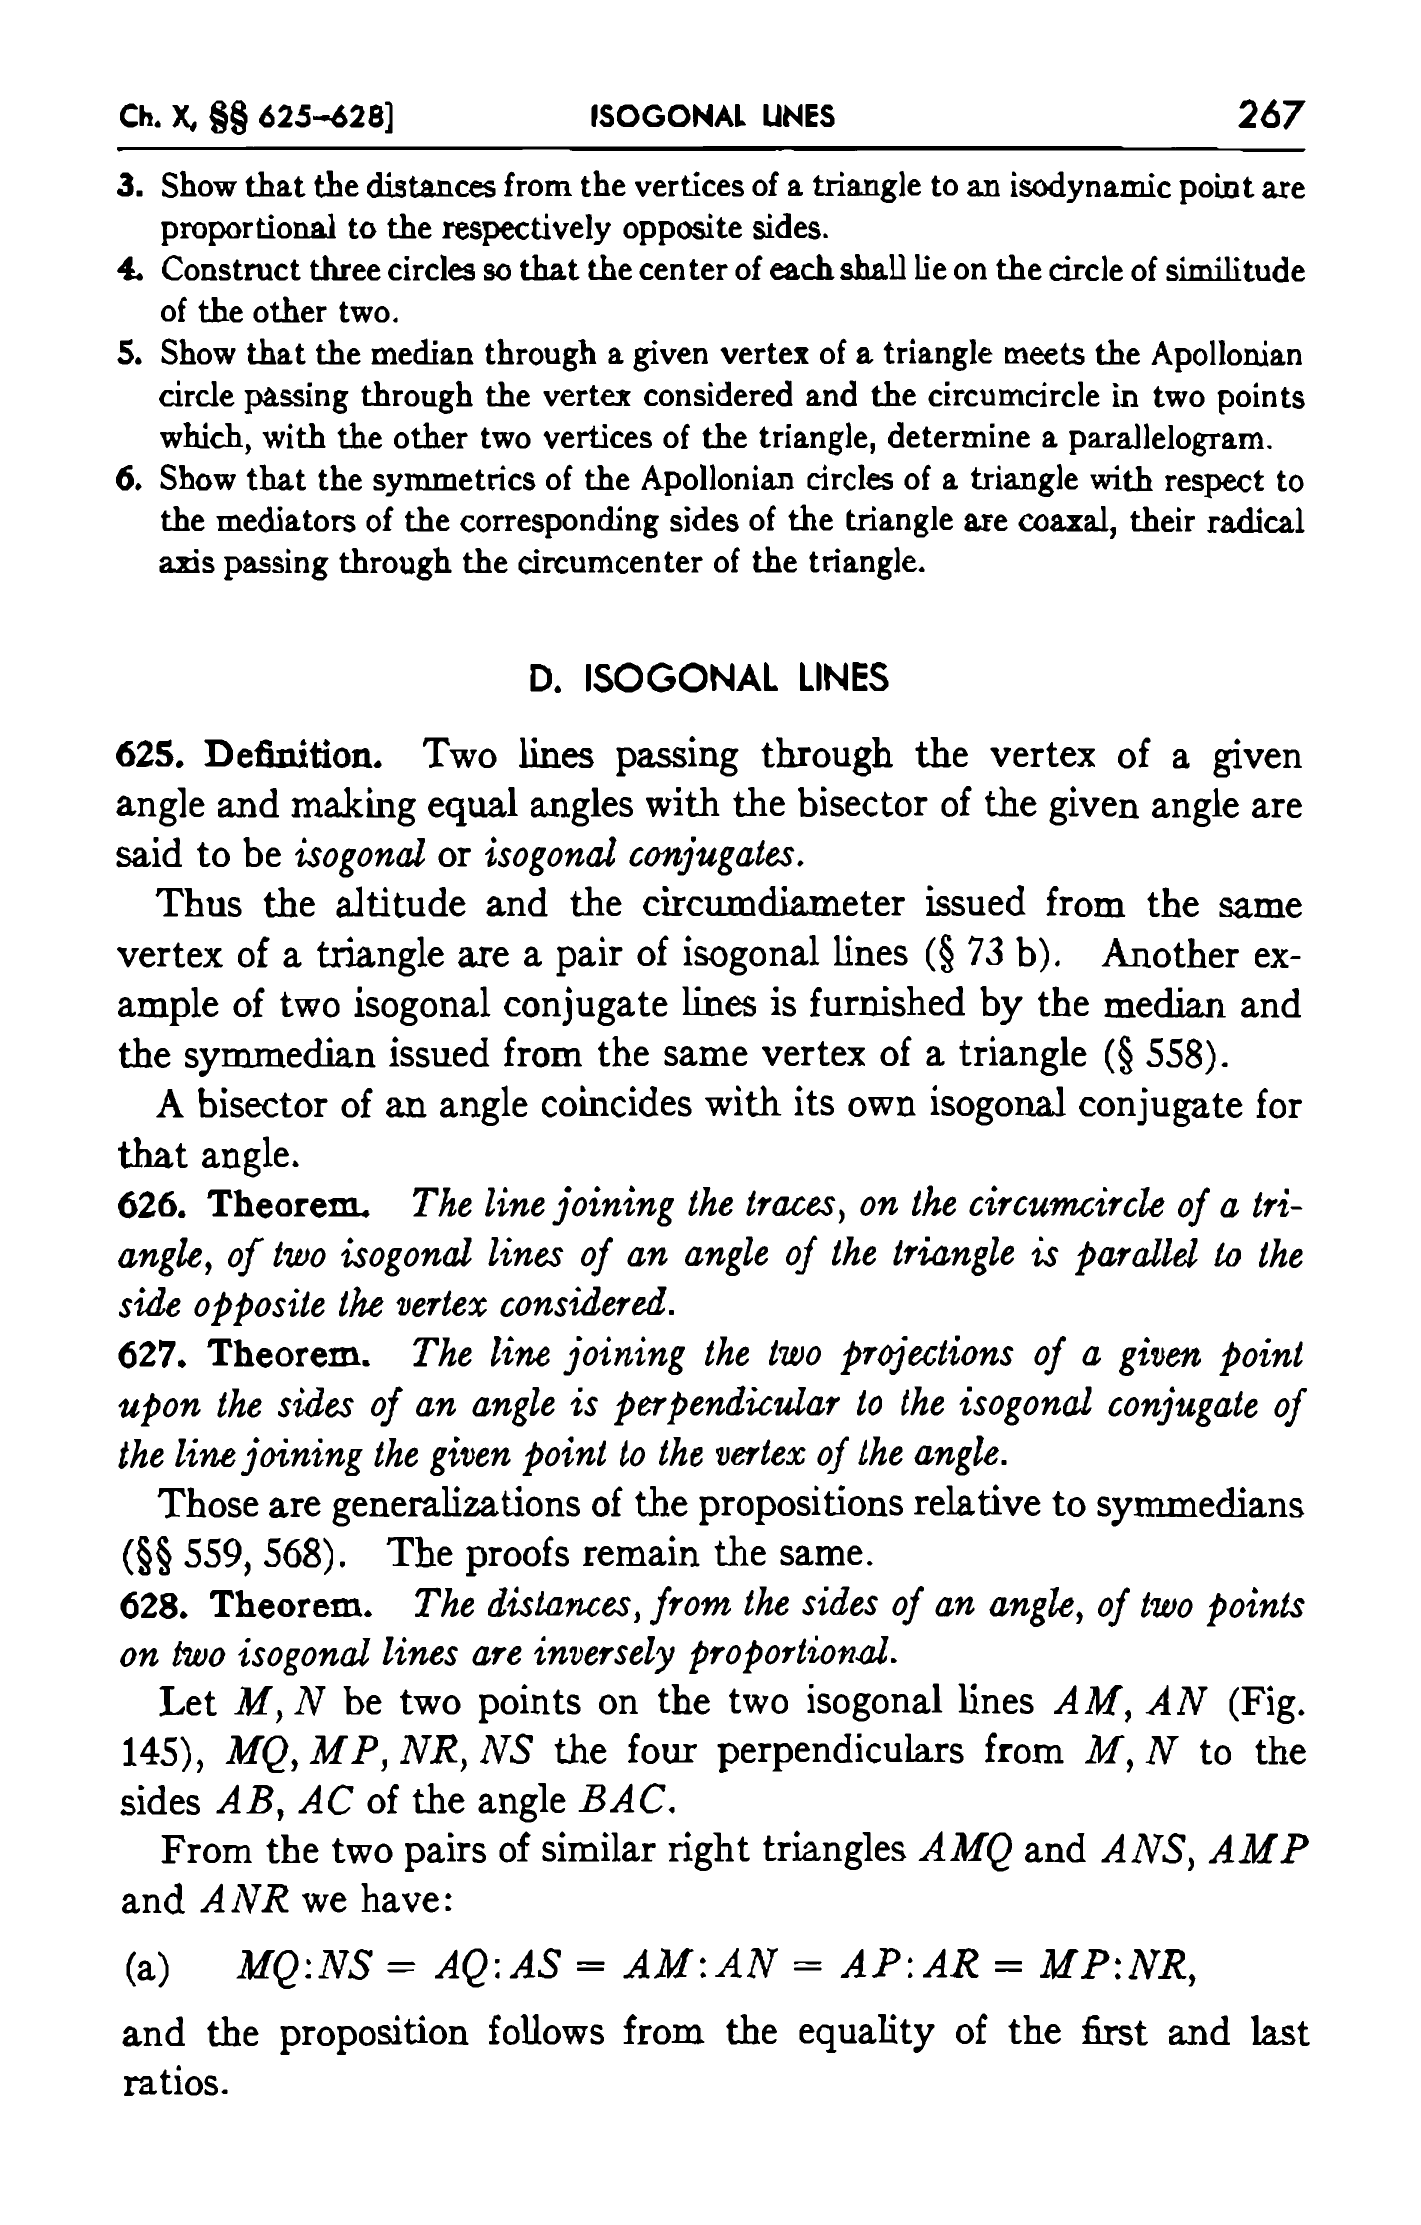 Ch. X, §§ 625–628] ISOGONAL LINES 267
3. Show that the distances from the vertices of a triangle to an isodynamic point are
proportional to the respectively opposite sides.
4. Construct three circles so that the center of each shall lie on the circle of similitude
of the other two.
5. Show that the median through a given vertex of a triangle meets the Apollonian
circle passing through the vertex considered and the circumcircle in two points
which, with the other two vertices of the triangle, determine a parallelogram.
6. Show that the symmetrics of the Apollonian circles of a triangle with respect to
the mediators of the corresponding sides of the triangle are coaxal, their radical
axis passing through the circumcenter of the triangle.
D. ISOGONAL LINES
625. Definition. Two lines passing through the vertex of a given
angle and making equal angles with the bisector of the given angle are
said to be isogonal or isogonal conjugates.
Thus the altitude and the circumdiameter issued from the same
vertex of a triangle are a pair of isogonal lines (§ 73 b). Another ex-
ample of two isogonal conjugate lines is furnished by the median and
the symmedian issued from the same vertex of a triangle (§ 558).
A bisector of an angle coincides with its own isogonal conjugate for
that angle.
626. Theorem. The line joining the traces, on the circumcircle of a tri-
angle, of two isogonal lines of an angle of the triangle is parallel to the
side opposite the vertex considered.
627. Theorem. The line joining the two projections of a given point
upon the sides of an angle is perpendicular to the isogonal conjugate of
the line joining the given point to the vertex of the angle.
Those are generalizations of the propositions relative to symmedians
(§§ 559, 568). The proofs remain the same.
628. Theorem. The distances, from the sides of an angle, of two points
on two isogonal lines are inversely proportional.
Let M, N be two points on the two isogonal lines AM, AN (Fig.
145), MQ, MP, NR, NS the four perpendiculars from M, N to the
sides AB, AC of the angle BAC.
From the two pairs of similar right triangles AMQ and ANS, AMP
and ANR we have:
(a) MQ:NS = AQ:AS = AM:AN = AP:AR = MP:NR,
and the proposition follows from the equality of the first and last
ratios.